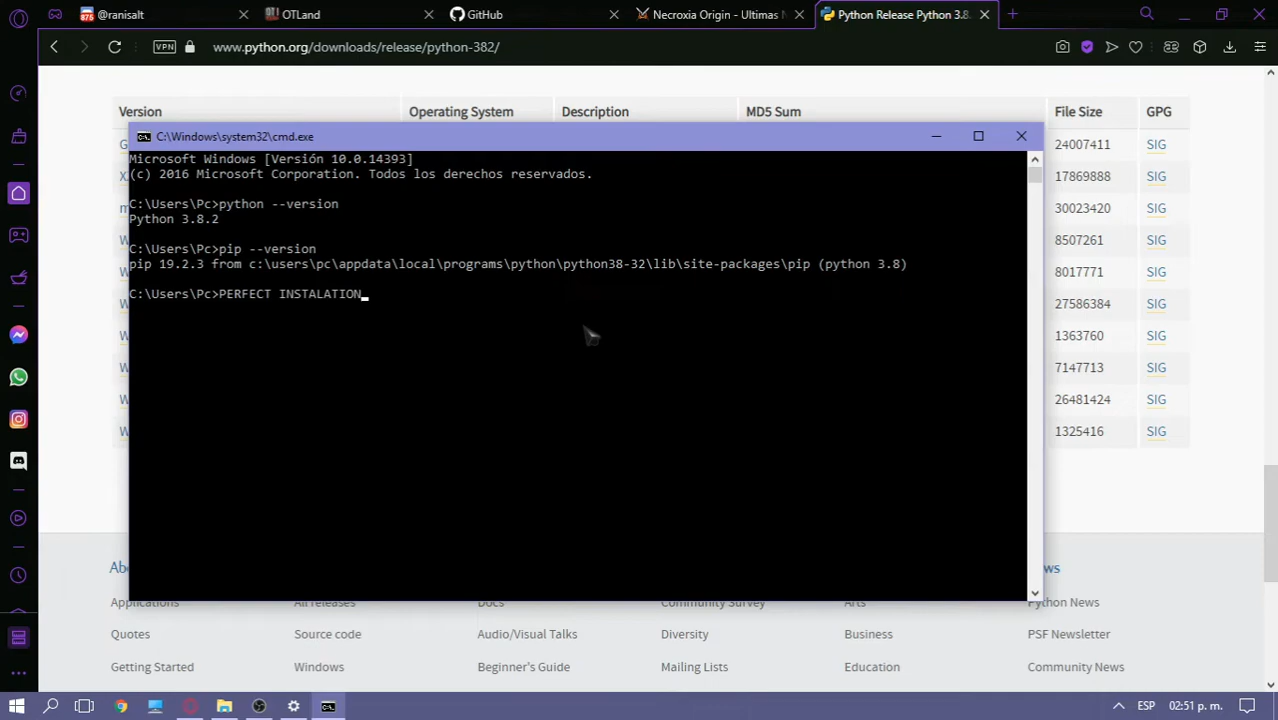 @ranisalt
OTLand
GitHub
Necroxia Origin - Ultimas N
Python Release Python 3.8.
VPN
www.python.org/downloads/release/python-382/
Version
Operating System
Description
MD5 Sum
File Size
GPG
C:\Windows\system32\cmd.exe
Microsoft Windows [Versión 10.0.14393]
(c) 2016 Microsoft Corporation. Todos los derechos reservados.
C:\Users\Pc>python --version
Python 3.8.2
C:\Users\Pc>pip --version
pip 19.2.3 from c:\users\pc\appdata\local\programs\python\python38-32\lib\site-packages\pip (python 3.8)
C:\Users\Pc>PERFECT INSTALATION
24007411 SIG
17869888 SIG
30023420 SIG
8507261 SIG
8017771 SIG
27586384 SIG
1363760 SIG
7147713 SIG
26481424 SIG
1325416 SIG
Applications
All releases
Docs
Community Survey
Arts
Python News
Quotes
Source code
Audio/Visual Talks
Diversity
Business
PSF Newsletter
Getting Started
Windows
Beginner's Guide
Mailing Lists
Education
Community News
ESP
02:51 p. m.